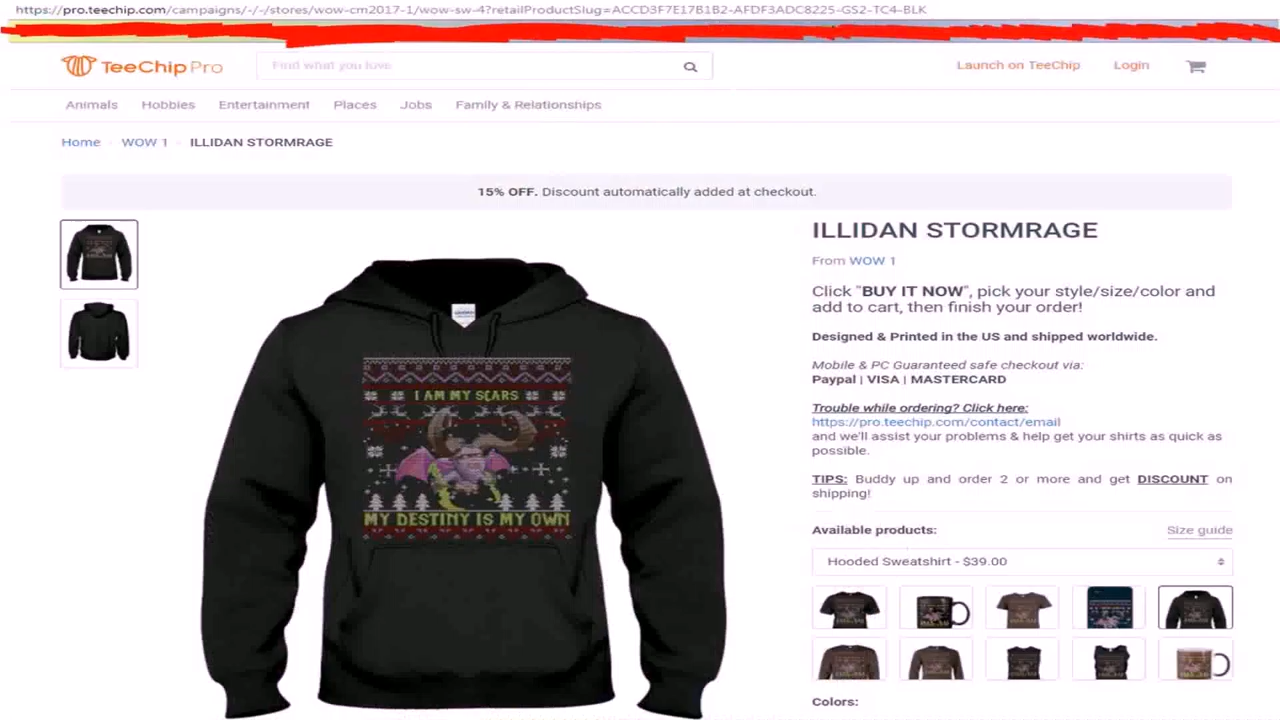 https://pro.teechip.com/campaigns/-/-/stores/wow-cm2017-1/wow-sw-4?retailProductSlug=ACCD3F7E17B1B2-AFDF3ADC8225-GS2-TC4-BLK
TeeChip Pro
Find what you love
Launch on TeeChip
Login
Animals
Hobbies
Entertainment
Places
Jobs
Family & Relationships
Home
WOW 1
ILLIDAN STORMRAGE
15% OFF. Discount automatically added at checkout.
I AM MY SCARS
MY DESTINY IS MY OWN
ILLIDAN STORMRAGE
From WOW 1
Click "BUY IT NOW", pick your style/size/color and
add to cart, then finish your order!
Designed & Printed in the US and shipped worldwide.
Mobile & PC Guaranteed safe checkout via:
Paypal | VISA | MASTERCARD
Trouble while ordering? Click here:
https://pro.teechip.com/contact/email
and we'll assist your problems & help get your shirts as quick as
possible.
TIPS: Buddy up and order 2 or more and get DISCOUNT on
shipping!
Available products:
Size guide
Hooded Sweatshirt - $39.00
Colors: